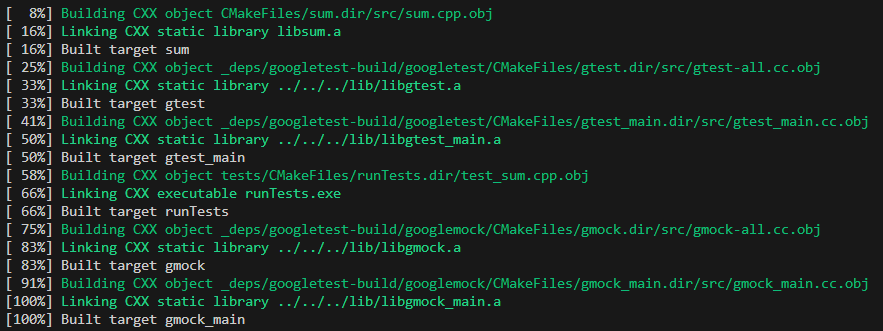 [  8%] Building CXX object CMakeFiles/sum.dir/src/sum.cpp.obj
[ 16%] Linking CXX static library libsum.a
[ 16%] Built target sum
[ 25%] Building CXX object _deps/googletest-build/googletest/CMakeFiles/gtest.dir/src/gtest-all.cc.obj
[ 33%] Linking CXX static library ../../../lib/libgtest.a
[ 33%] Built target gtest
[ 41%] Building CXX object _deps/googletest-build/googletest/CMakeFiles/gtest_main.dir/src/gtest_main.cc.obj
[ 50%] Linking CXX static library ../../../lib/libgtest_main.a
[ 50%] Built target gtest_main
[ 58%] Building CXX object tests/CMakeFiles/runTests.dir/test_sum.cpp.obj
[ 66%] Linking CXX executable runTests.exe
[ 66%] Built target runTests
[ 75%] Building CXX object _deps/googletest-build/googlemock/CMakeFiles/gmock.dir/src/gmock-all.cc.obj
[ 83%] Linking CXX static library ../../../lib/libgmock.a
[ 83%] Built target gmock
[ 91%] Building CXX object _deps/googletest-build/googlemock/CMakeFiles/gmock_main.dir/src/gmock_main.cc.obj
[100%] Linking CXX static library ../../../lib/libgmock_main.a
[100%] Built target gmock_main